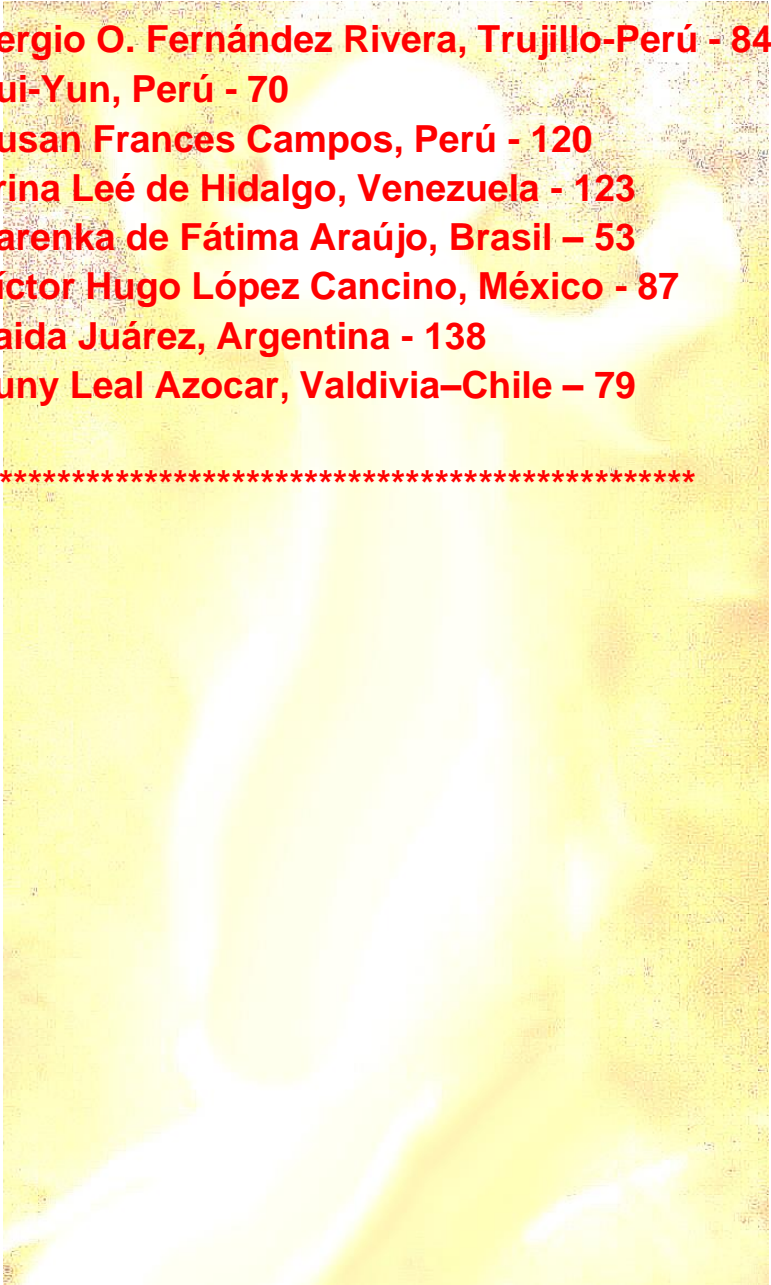 ergio O. Fernández Rivera, Trujillo-Perú - 84
ui-Yun, Perú - 70
usan Frances Campos, Perú - 120
rina Leé de Hidalgo, Venezuela - 123
arenka de Fátima Araújo, Brasil – 53
íctor Hugo López Cancino, México - 87
aida Juárez, Argentina - 138
uny Leal Azocar, Valdivia–Chile – 79
************************************************